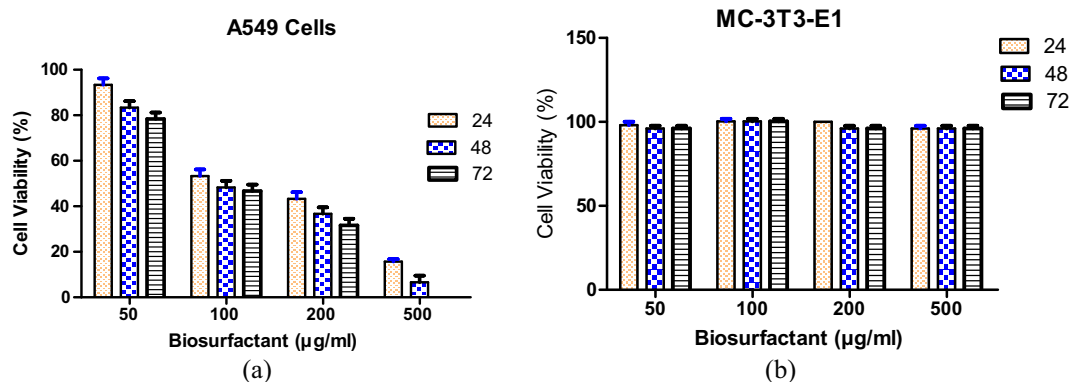 A549 Cells
100
80
60
40
20
0
Cell Viability (%)
24
48
72
50 100 200 500
Biosurfactant (µg/ml)
(a)
MC-3T3-E1
150
100
50
0
Cell Viability (%)
24
48
72
50 100 200 500
Biosurfactant (µg/ml)
(b)